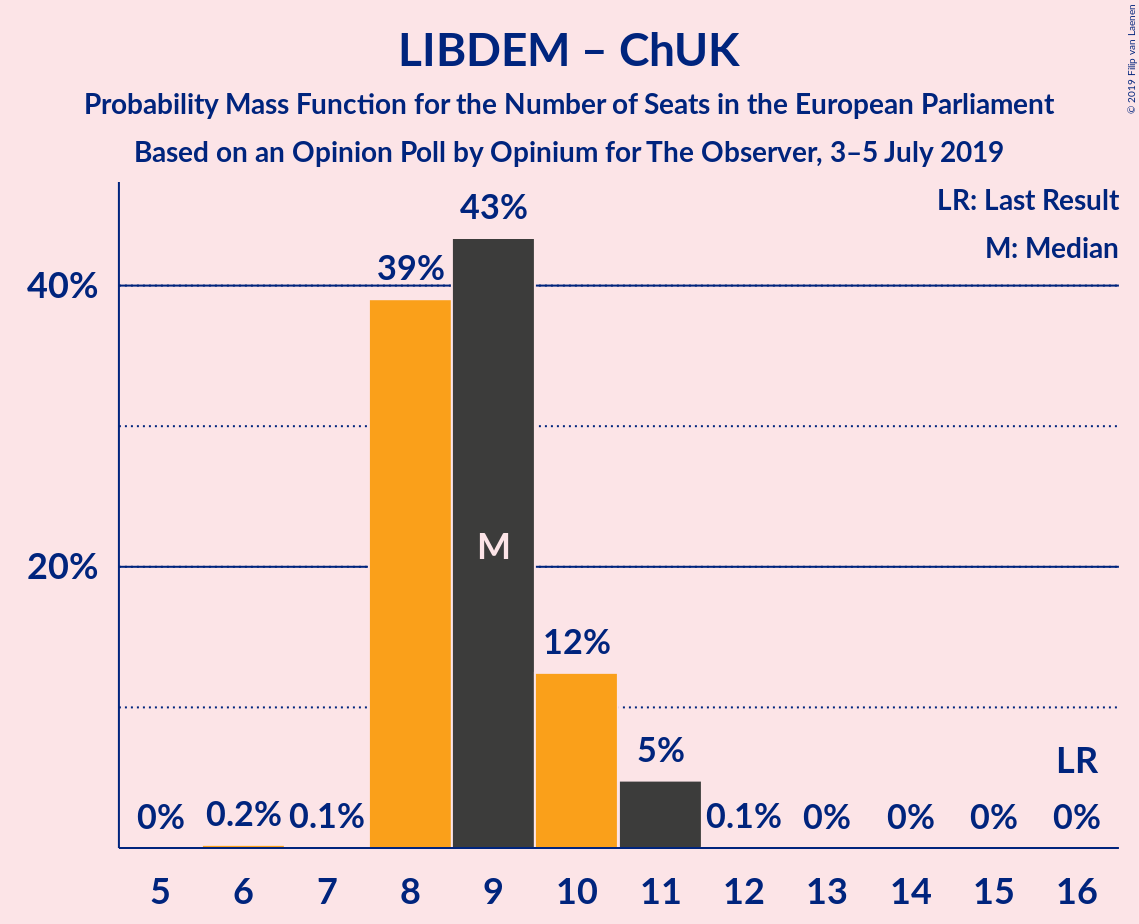 LIBDEM – ChUK
Probability Mass Function for the Number of Seats in the European Parliament
Based on an Opinion Poll by Opinium for The Observer, 3–5 July 2019
© 2019 Filip van Laenen
LR: Last Result
M: Median
43%
39%
40%
M
20%
12%
5%
LR
0% 0.2% 0.1% 0.1% 0% 0% 0% 0%
5 6 7 8 9 10 11 12 13 14 15 16